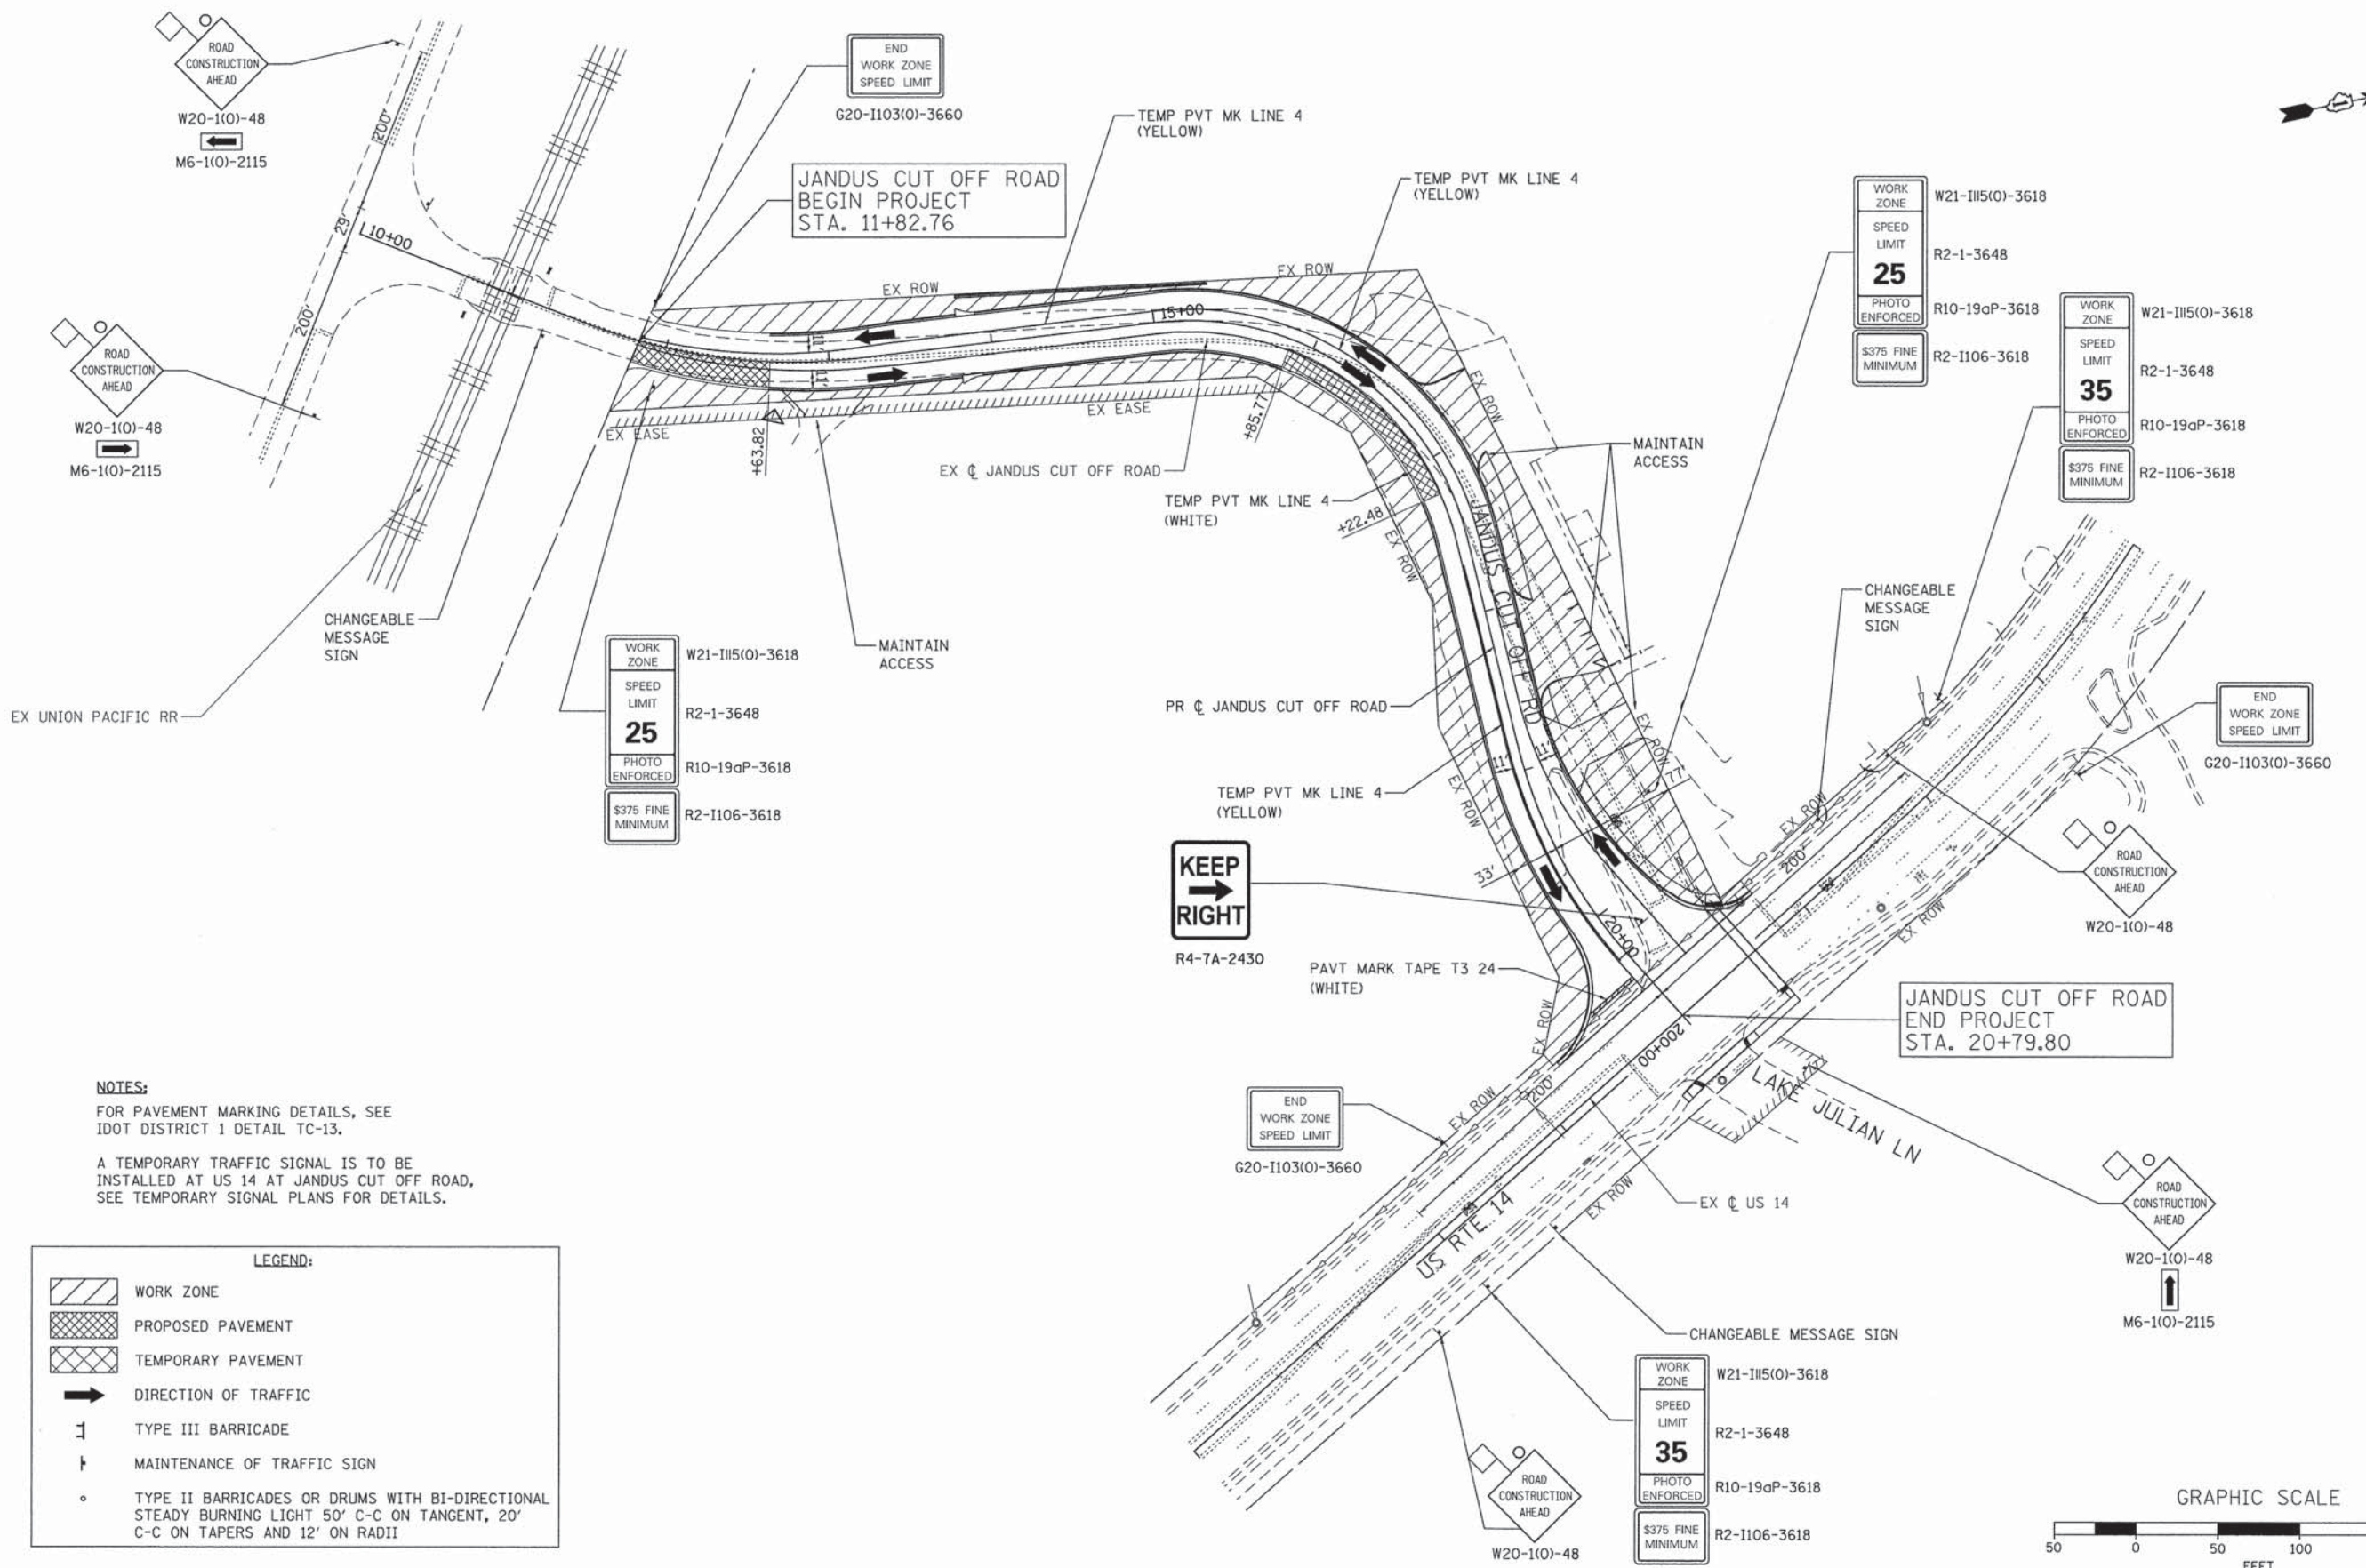 ROAD
CONSTRUCTION
AHEAD
W20-1(O)-48
M6-1(O)-2115
200'
29'
10+00
200'
ROAD
CONSTRUCTION
AHEAD
W20-1(O)-48
M6-1(O)-2115
END
WORK ZONE
SPEED LIMIT
G20-I103(O)-3660
JANDUS CUT OFF ROAD
BEGIN PROJECT
STA. 11+82.76
TEMP PVT MK LINE 4
(YELLOW)
TEMP PVT MK LINE 4
(YELLOW)
EX ROW
EX ROW
15+00
11'
11'
EX EASE
EX EASE
+63.82
+85.77
EX ROW
EX ℄ JANDUS CUT OFF ROAD
TEMP PVT MK LINE 4
(WHITE)
+22.48
EX ROW
MAINTAIN
ACCESS
WORK
ZONE
SPEED
LIMIT
25
PHOTO
ENFORCED
$375 FINE
MINIMUM
W21-I115(O)-3618
R2-1-3648
R10-19aP-3618
R2-I106-3618
WORK
ZONE
SPEED
LIMIT
35
PHOTO
ENFORCED
$375 FINE
MINIMUM
W21-I115(O)-3618
R2-1-3648
R10-19aP-3618
R2-I106-3618
CHANGEABLE
MESSAGE
SIGN
CHANGEABLE
MESSAGE
SIGN
MAINTAIN
ACCESS
EX UNION PACIFIC RR
WORK
ZONE
SPEED
LIMIT
25
PHOTO
ENFORCED
$375 FINE
MINIMUM
W21-I115(O)-3618
R2-1-3648
R10-19aP-3618
R2-I106-3618
JANDUS CUT OFF RD
PR ℄ JANDUS CUT OFF ROAD
TEMP PVT MK LINE 4
(YELLOW)
11'
11'
EX ROW
77'
EX ROW
33'
KEEP
RIGHT
R4-7A-2430
20+00
PAVT MARK TAPE T3 24
(WHITE)
EX ROW
EX ROW
200'
EX ROW
END
WORK ZONE
SPEED LIMIT
G20-I103(O)-3660
ROAD
CONSTRUCTION
AHEAD
W20-1(O)-48
JANDUS CUT OFF ROAD
END PROJECT
STA. 20+79.80
200+00
LAKE JULIAN LN
END
WORK ZONE
SPEED LIMIT
G20-I103(O)-3660
EX ROW
200'
EX ROW
US RTE 14
EX ℄ US 14
ROAD
CONSTRUCTION
AHEAD
W20-1(O)-48
M6-1(O)-2115
CHANGEABLE MESSAGE SIGN
WORK
ZONE
SPEED
LIMIT
35
PHOTO
ENFORCED
$375 FINE
MINIMUM
W21-I115(O)-3618
R2-1-3648
R10-19aP-3618
R2-I106-3618
ROAD
CONSTRUCTION
AHEAD
W20-1(O)-48
NOTES:
FOR PAVEMENT MARKING DETAILS, SEE
IDOT DISTRICT 1 DETAIL TC-13.
A TEMPORARY TRAFFIC SIGNAL IS TO BE
INSTALLED AT US 14 AT JANDUS CUT OFF ROAD,
SEE TEMPORARY SIGNAL PLANS FOR DETAILS.
LEGEND:
WORK ZONE
PROPOSED PAVEMENT
TEMPORARY PAVEMENT
DIRECTION OF TRAFFIC
TYPE III BARRICADE
MAINTENANCE OF TRAFFIC SIGN
TYPE II BARRICADES OR DRUMS WITH BI-DIRECTIONAL
STEADY BURNING LIGHT 50' C-C ON TANGENT, 20'
C-C ON TAPERS AND 12' ON RADII
GRAPHIC SCALE
50 0 50 100
FEET